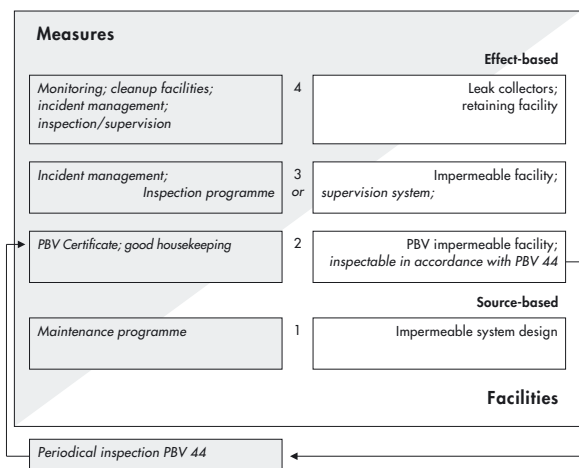 Measures
Effect-based
Monitoring; cleanup facilities;
incident management;
inspection/supervision
4
Leak collectors;
retaining facility
Incident management;
Inspection programme
3
or
Impermeable facility;
supervision system;
PBV Certificate; good housekeeping
2
PBV impermeable facility;
inspectable in accordance with PBV 44
Source-based
Maintenance programme
1
Impermeable system design
Facilities
Periodical inspection PBV 44